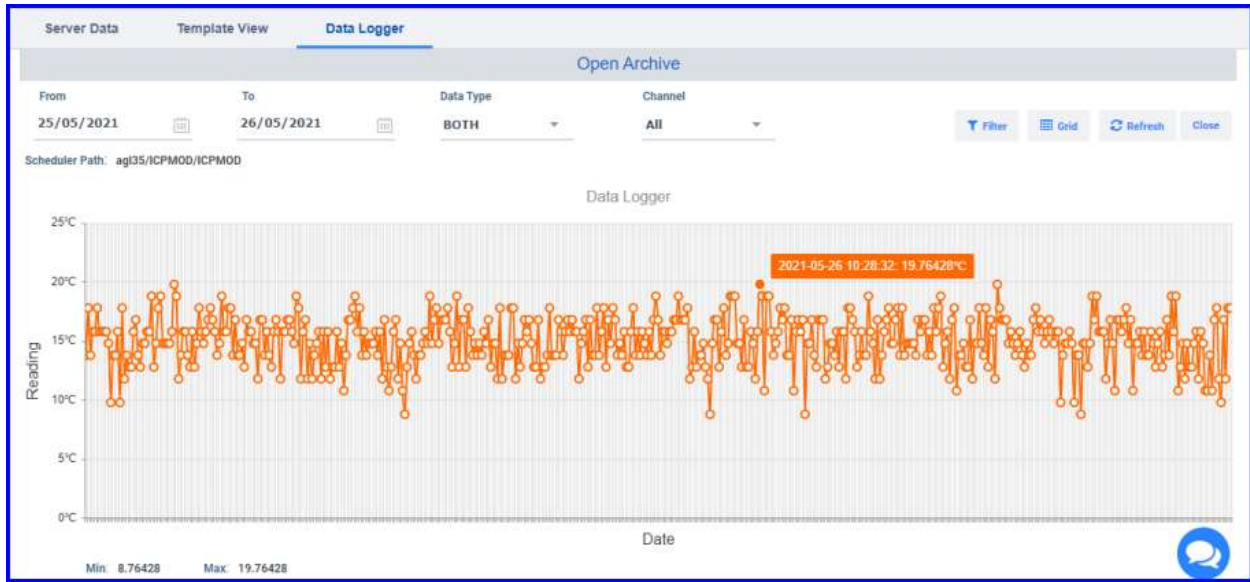 Server Data Template View Data Logger
Open Archive
From To Data Type Channel
25/05/2021 26/05/2021 BOTH All Filter Grid Refresh Close
Scheduler Path: agl35/ICPMOD/ICPMOD
Data Logger
25°C
2021-05-26 10:28:32: 19.76428°C
20°C
15°C
Reading
10°C
5°C
0°C
Date
Min: 8.76428 Max: 19.76428